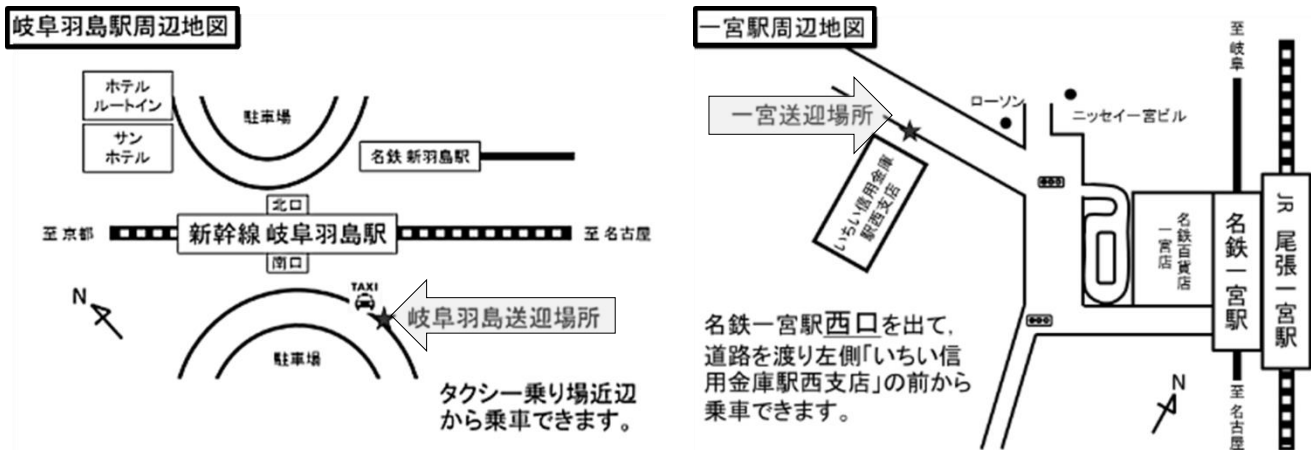 岐阜羽島駅周辺地図
ホテル
ルートイン
サン
ホテル
駐車場
名鉄 新羽島駅
北口
至 京都
新幹線 岐阜羽島駅
至 名古屋
南口
N
TAXI
岐阜羽島送迎場所
駐車場
タクシー乗り場近辺
から乗車できます。
一宮駅周辺地図
至 岐阜
一宮送迎場所
ローソン
ニッセイ一宮ビル
いちい信用金庫
駅西支店
名鉄百貨店
一宮店
名鉄一宮駅
JR 尾張一宮駅
名鉄一宮駅西口を出て、
道路を渡り左側「いちい信
用金庫駅西支店」の前から
乗車できます。
N
至 名古屋